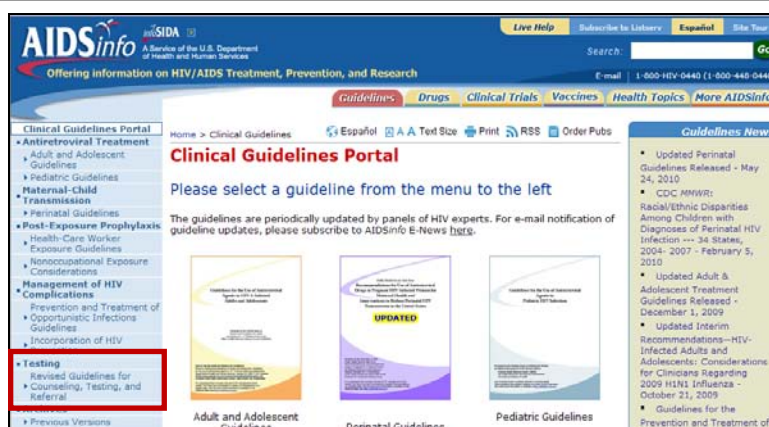 AIDSinfo infoSIDA
A Service of the U.S. Department
of Health and Human Services
Offering information on HIV/AIDS Treatment, Prevention, and Research
Live Help Subscribe to Listserv Español Site Tour
Search: Go
E-mail 1-800-HIV-0440 (1-800-448-0440
Guidelines Drugs Clinical Trials Vaccines Health Topics More AIDSinfo
Clinical Guidelines Portal
Antiretroviral Treatment
Adult and Adolescent
Guidelines
Pediatric Guidelines
Maternal-Child
Transmission
Perinatal Guidelines
Post-Exposure Prophylaxis
Health-Care Worker
Exposure Guidelines
Nonoccupational Exposure
Considerations
Management of HIV
Complications
Prevention and Treatment of
Opportunistic Infections
Guidelines
Incorporation of HIV
Testing
Revised Guidelines for
Counseling, Testing, and
Referral
Previous Versions
Home > Clinical Guidelines
Español A A Text Size Print RSS Order Pubs
Clinical Guidelines Portal
Please select a guideline from the menu to the left
The guidelines are periodically updated by panels of HIV experts. For e-mail notification of
guideline updates, please subscribe to AIDSinfo E-News here.
UPDATED
Adult and Adolescent
Guidelines
Perinatal Guidelines
Pediatric Guidelines
Guidelines New
Updated Perinatal
Guidelines Released - May
24, 2010
CDC MMWR:
Racial/Ethnic Disparities
Among Children with
Diagnoses of Perinatal HIV
Infection --- 34 States,
2004- 2007 - February 5,
2010
Updated Adult &
Adolescent Treatment
Guidelines Released -
December 1, 2009
Updated Interim
Recommendations--HIV-
Infected Adults and
Adolescents: Considerations
for Clinicians Regarding
2009 H1N1 Influenza -
October 21, 2009
Guidelines for the
Prevention and Treatment of